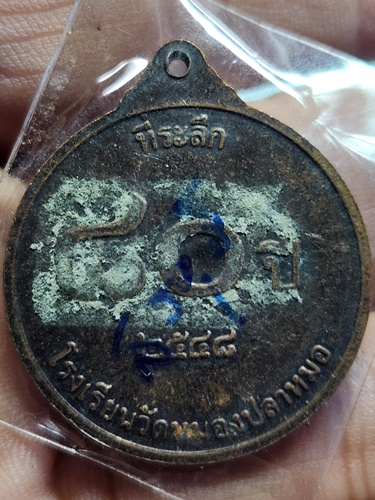 ที่ระลึก
๘๐ ปี
๒๕๔๘
โรงเรียนวัดหนองปลาหมอ